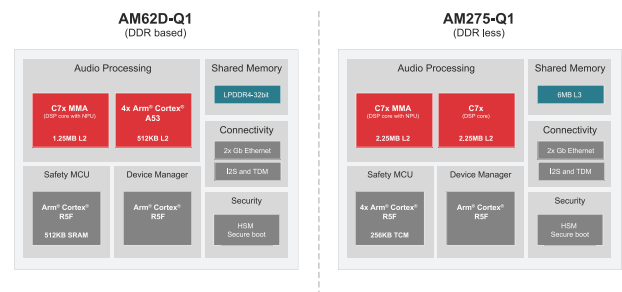 AM62D-Q1
(DDR based)
Audio Processing
C7x MMA
(DSP core with NPU)
1.25MB L2
4x Arm® Cortex®
A53
512KB L2
Shared Memory
LPDDR4-32bit
Connectivity
2x Gb Ethernet
I2S and TDM
Safety MCU
Arm® Cortex®
R5F
512KB SRAM
Device Manager
Arm® Cortex®
R5F
Security
HSM
Secure boot
AM275-Q1
(DDR less)
Audio Processing
C7x MMA
(DSP core with NPU)
2.25MB L2
C7x
(DSP core)
2.25MB L2
Shared Memory
6MB L3
Connectivity
2x Gb Ethernet
I2S and TDM
Safety MCU
4x Arm® Cortex®
R5F
256KB TCM
Device Manager
Arm® Cortex®
R5F
Security
HSM
Secure boot